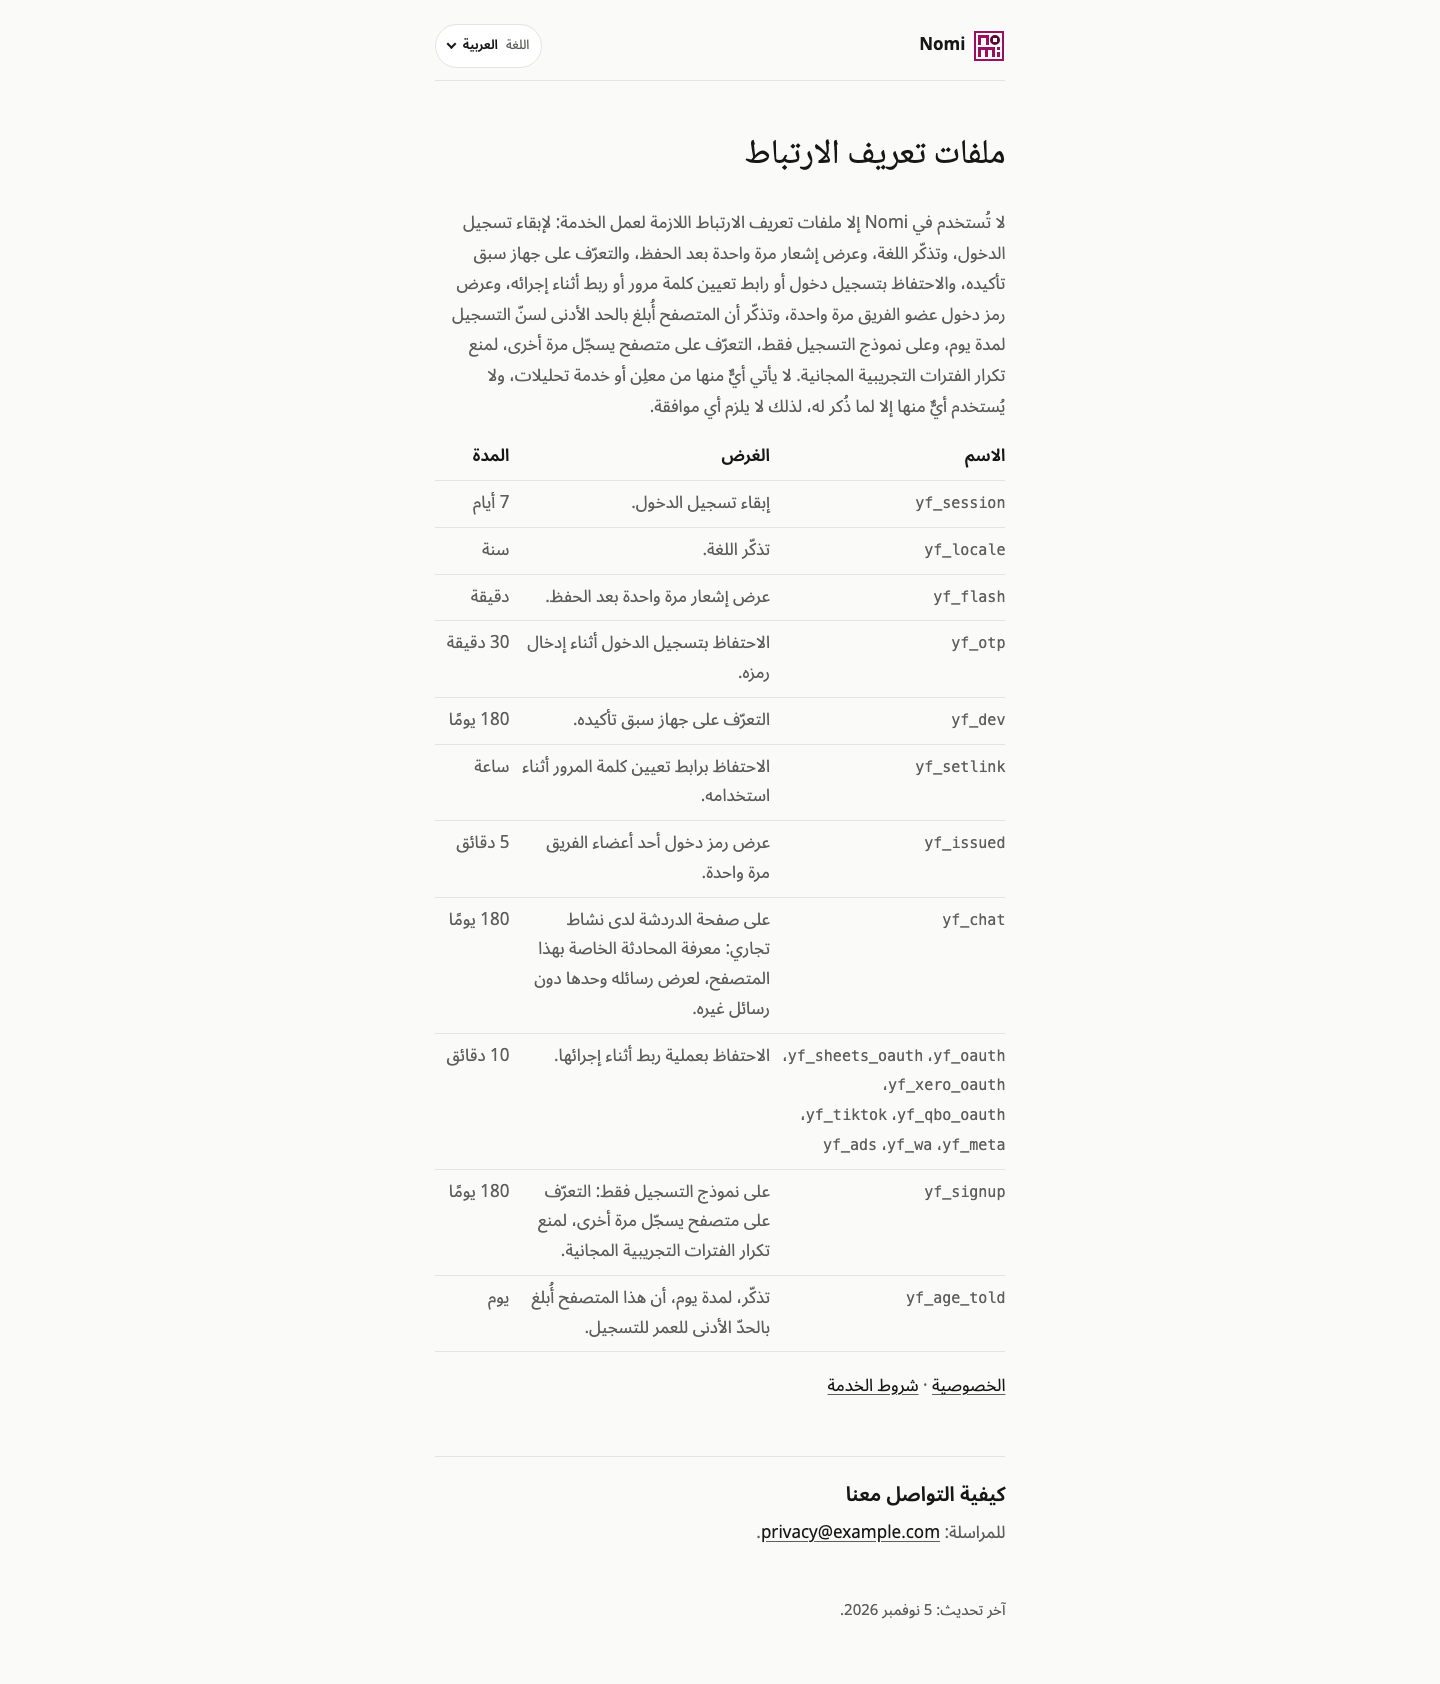 Nomi
اللغة العربية
ملفات تعريف الارتباط
لا تُستخدم في Nomi إلا ملفات تعريف الارتباط اللازمة لعمل الخدمة: لإبقاء تسجيل
الدخول، وتذكّر اللغة، وعرض إشعار مرة واحدة بعد الحفظ، والتعرّف على جهاز سبق
تأكيده، والاحتفاظ بتسجيل دخول أو رابط تعيين كلمة مرور أو ربط أثناء إجرائه، وعرض
رمز دخول عضو الفريق مرة واحدة، وتذكّر أن المتصفح أُبلغ بالحد الأدنى لسنّ التسجيل
لمدة يوم، وعلى نموذج التسجيل فقط، التعرّف على متصفح يسجّل مرة أخرى، لمنع
تكرار الفترات التجريبية المجانية. لا يأتي أيٌّ منها من معلِن أو خدمة تحليلات، ولا
يُستخدم أيٌّ منها إلا لما ذُكر له، لذلك لا يلزم أي موافقة.
الاسم الغرض المدة
yf_session إبقاء تسجيل الدخول. 7 أيام
yf_locale تذكّر اللغة. سنة
yf_flash عرض إشعار مرة واحدة بعد الحفظ. دقيقة
yf_otp الاحتفاظ بتسجيل الدخول أثناء إدخال 30 دقيقة
رمزه.
yf_dev التعرّف على جهاز سبق تأكيده. 180 يومًا
yf_setlink الاحتفاظ برابط تعيين كلمة المرور أثناء ساعة
استخدامه.
yf_issued عرض رمز دخول أحد أعضاء الفريق 5 دقائق
مرة واحدة.
yf_chat على صفحة الدردشة لدى نشاط 180 يومًا
تجاري: معرفة المحادثة الخاصة بهذا
المتصفح، لعرض رسائله وحدها دون
رسائل غيره.
yf_oauth، yf_sheets_oauth، الاحتفاظ بعملية ربط أثناء إجرائها. 10 دقائق
yf_xero_oauth،
yf_qbo_oauth، yf_tiktok،
yf_meta، yf_wa، yf_ads
yf_signup على نموذج التسجيل فقط: التعرّف 180 يومًا
على متصفح يسجّل مرة أخرى، لمنع
تكرار الفترات التجريبية المجانية.
yf_age_told تذكّر، لمدة يوم، أن هذا المتصفح أُبلغ يوم
بالحدّ الأدنى للعمر للتسجيل.
الخصوصية · شروط الخدمة
كيفية التواصل معنا
للمراسلة: privacy@example.com.
آخر تحديث: 5 نوفمبر 2026.